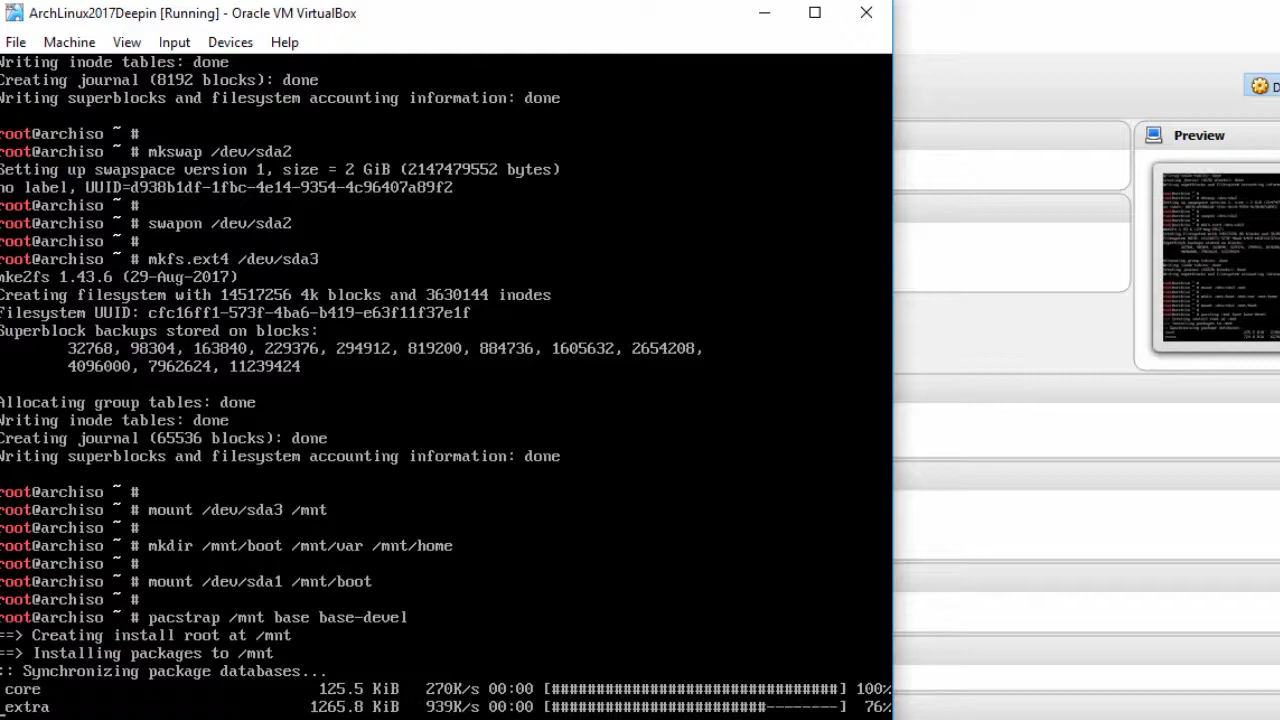 ArchLinux2017Deepin [Running] - Oracle VM VirtualBox
File Machine View Input Devices Help
Writing inode tables: done
Creating journal (8192 blocks): done
Writing superblocks and filesystem accounting information: done
root@archiso ~ #
root@archiso ~ # mkswap /dev/sda2
Setting up swapspace version 1, size = 2 GiB (2147479552 bytes)
no label, UUID=d938b1df-1fbc-4e14-9354-4c96407a89f2
root@archiso ~ #
root@archiso ~ # swapon /dev/sda2
root@archiso ~ #
root@archiso ~ # mkfs.ext4 /dev/sda3
mke2fs 1.43.6 (29-Aug-2017)
Creating filesystem with 14517256 4k blocks and 3630144 inodes
Filesystem UUID: cfc10ff1-573f-4ba6-b419-e63f11f37e1f
Superblock backups stored on blocks:
32768, 98304, 163840, 229376, 294912, 819200, 884736, 1605632, 2654208,
4096000, 7962624, 11239424
Allocating group tables: done
Writing inode tables: done
Creating journal (65536 blocks): done
Writing superblocks and filesystem accounting information: done
root@archiso ~ #
root@archiso ~ # mount /dev/sda3 /mnt
root@archiso ~ #
root@archiso ~ # mkdir /mnt/boot /mnt/var /mnt/home
root@archiso ~ #
root@archiso ~ # mount /dev/sda1 /mnt/boot
root@archiso ~ #
root@archiso ~ # pacstrap /mnt base base-devel
==> Creating install root at /mnt
==> Installing packages to /mnt
:: Synchronizing package databases...
core 125.5 KiB 270K/s 00:00 [################################] 100%
extra 1265.8 KiB 939K/s 00:00 [########################--------] 76%
Preview